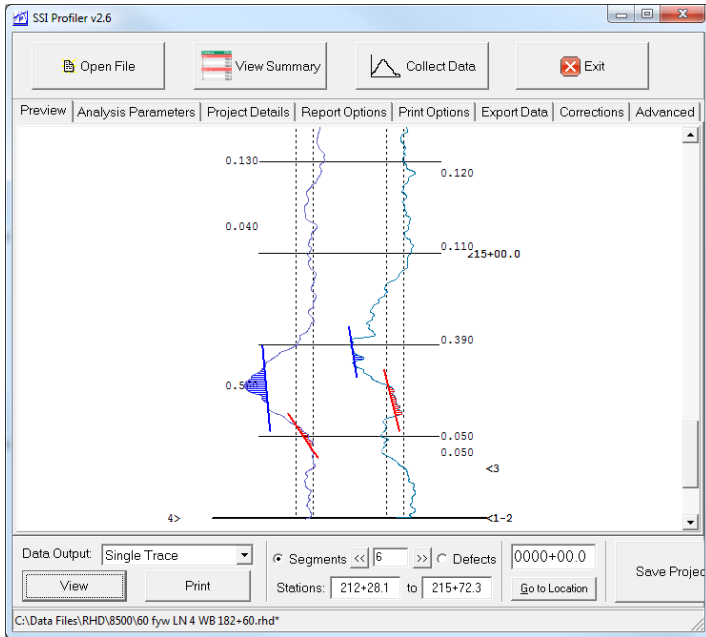 SSI Profiler v2.6
Open File View Summary Collect Data Exit
Preview Analysis Parameters Project Details Report Options Print Options Export Data Corrections Advanced
0.130
0.120
0.040
0.110
215+00.0
0.390
0.050
0.050
<3
4> <1-2
Data Output: Single Trace Segments << 6 >> Defects 0000+00.0
View Print Stations: 212+28.1 to 215+72.3 Go to Location Save Projec
C:\Data Files\RHD\8500\60 fyw LN 4 WB 182+60.rhd*